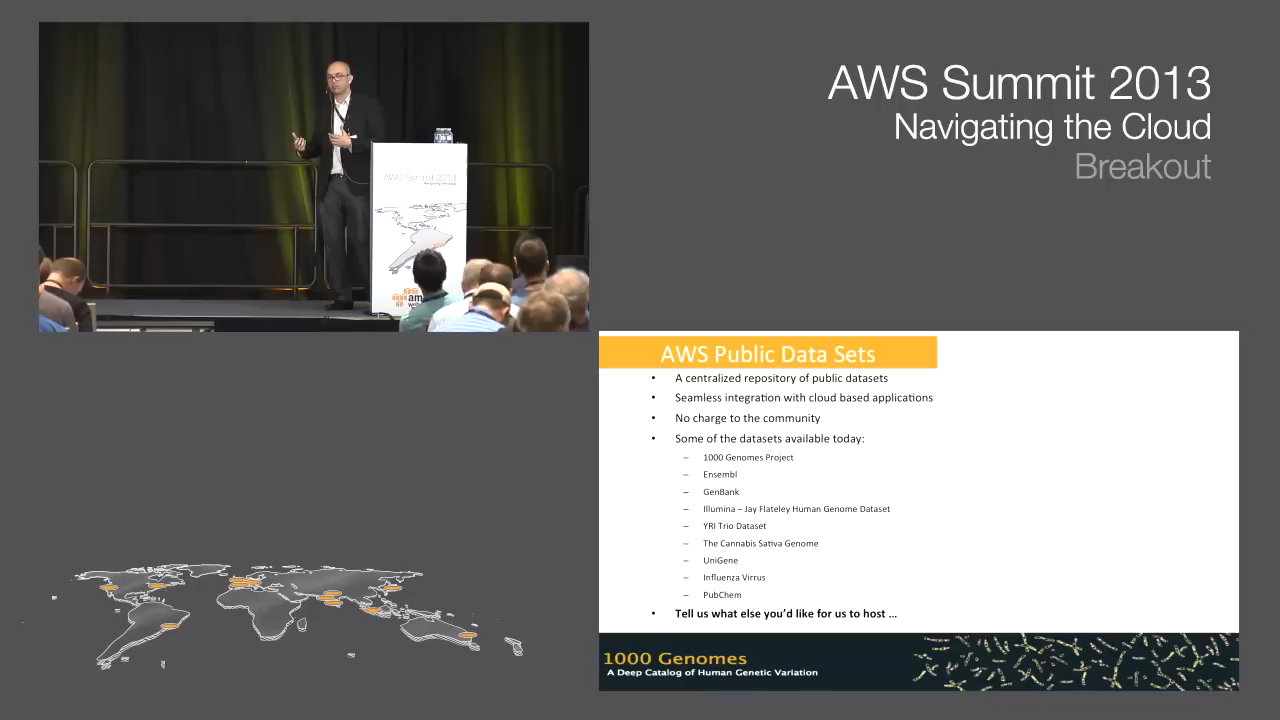 AWS Summit 2013
Navigating the Cloud
Breakout
AWS Summit 2013
Navigating the Cloud
AWS Public Data Sets
• A centralized repository of public datasets
• Seamless integration with cloud based applications
• No charge to the community
• Some of the datasets available today:
– 1000 Genomes Project
– Ensembl
– GenBank
– Illumina – Jay Flateley Human Genome Dataset
– YRI Trio Dataset
– The Cannabis Sativa Genome
– UniGene
– Influenza Virrus
– PubChem
• Tell us what else you'd like for us to host …
1000 Genomes
A Deep Catalog of Human Genetic Variation